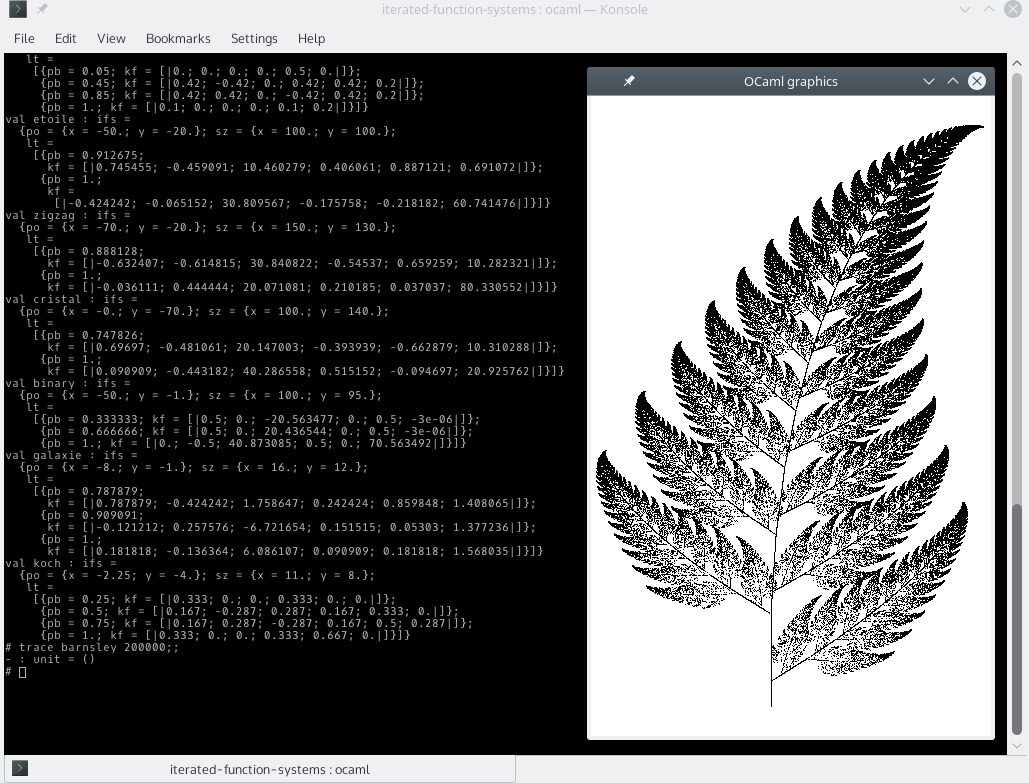 iterated-function-systems : ocaml — Konsole
File Edit View Bookmarks Settings Help
lt =
[{pb = 0.05; kf = [|0.; 0.; 0.; 0.; 0.5; 0.|]};
{pb = 0.45; kf = [|0.42; -0.42; 0.; 0.42; 0.42; 0.2|]};
{pb = 0.85; kf = [|0.42; 0.42; 0.; -0.42; 0.42; 0.2|]};
{pb = 1.; kf = [|0.1; 0.; 0.; 0.; 0.1; 0.2|]}]}
val etoile : ifs =
{po = {x = -50.; y = -20.}; sz = {x = 100.; y = 100.};
lt =
[{pb = 0.912675;
kf = [|0.745455; -0.459091; 10.460279; 0.406061; 0.887121; 0.691072|]};
{pb = 1.;
kf =
[|-0.424242; -0.065152; 30.809567; -0.175758; -0.218182; 60.741476|]}]}
val zigzag : ifs =
{po = {x = -70.; y = -20.}; sz = {x = 150.; y = 130.};
lt =
[{pb = 0.888128;
kf = [|-0.632407; -0.614815; 30.840822; -0.54537; 0.659259; 10.282321|]};
{pb = 1.;
kf = [|-0.036111; 0.444444; 20.071081; 0.210185; 0.037037; 80.330552|]}]}
val cristal : ifs =
{po = {x = -0.; y = -70.}; sz = {x = 100.; y = 140.};
lt =
[{pb = 0.747826;
kf = [|0.69697; -0.481061; 20.147003; -0.393939; -0.662879; 10.310288|]};
{pb = 1.;
kf = [|0.090909; -0.443182; 40.286558; 0.515152; -0.094697; 20.925762|]}]}
val binary : ifs =
{po = {x = -50.; y = -1.}; sz = {x = 100.; y = 95.};
lt =
[{pb = 0.333333; kf = [|0.5; 0.; -20.563477; 0.; 0.5; -3e-06|]};
{pb = 0.666666; kf = [|0.5; 0.; 20.436544; 0.; 0.5; -3e-06|]};
{pb = 1.; kf = [|0.; -0.5; 40.873085; 0.5; 0.; 70.563492|]}]}
val galaxie : ifs =
{po = {x = -8.; y = -1.}; sz = {x = 16.; y = 12.};
lt =
[{pb = 0.787879;
kf = [|0.787879; -0.424242; 1.758647; 0.242424; 0.859848; 1.408065|]};
{pb = 0.909091;
kf = [|-0.121212; 0.257576; -6.721654; 0.151515; 0.05303; 1.377236|]};
{pb = 1.;
kf = [|0.181818; -0.136364; 6.086107; 0.090909; 0.181818; 1.568035|]}]}
val koch : ifs =
{po = {x = -2.25; y = -4.}; sz = {x = 11.; y = 8.};
lt =
[{pb = 0.25; kf = [|0.333; 0.; 0.; 0.333; 0.; 0.|]};
{pb = 0.5; kf = [|0.167; -0.287; 0.287; 0.167; 0.333; 0.|]};
{pb = 0.75; kf = [|0.167; 0.287; -0.287; 0.167; 0.5; 0.287|]};
{pb = 1.; kf = [|0.333; 0.; 0.; 0.333; 0.667; 0.|]}]}
# trace barnsley 200000;;
- : unit = ()
#
OCaml graphics
iterated-function-systems : ocaml